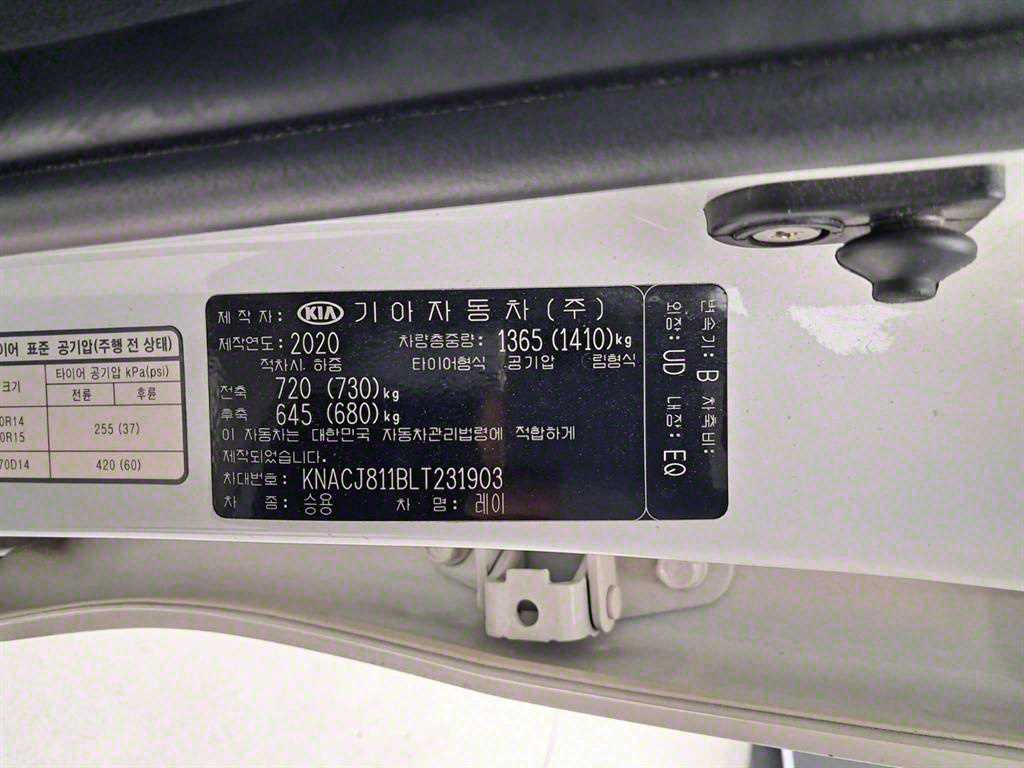 제 작 자: KIA 기아자동차(주)
제작연도: 2020 차량총중량: 1365 (1410)kg
적차시 하중 타이어형식 공기압 림형식
전축 720 (730)kg
후축 645 (680)kg
이 자동차는 대한민국 자동차관리법령에 적합하게
제작되었습니다.
차대번호: KNACJ811BLT231903
차 종: 승용 차 명: 레이
변속기: B 차축비:
외장: UD 내장: EQ
이어 표준 공기압(주행 전 상태)
크기 타이어 공기압 kPa(psi)
전륜 후륜
0R14
0R15 255 (37)
70D14 420 (60)